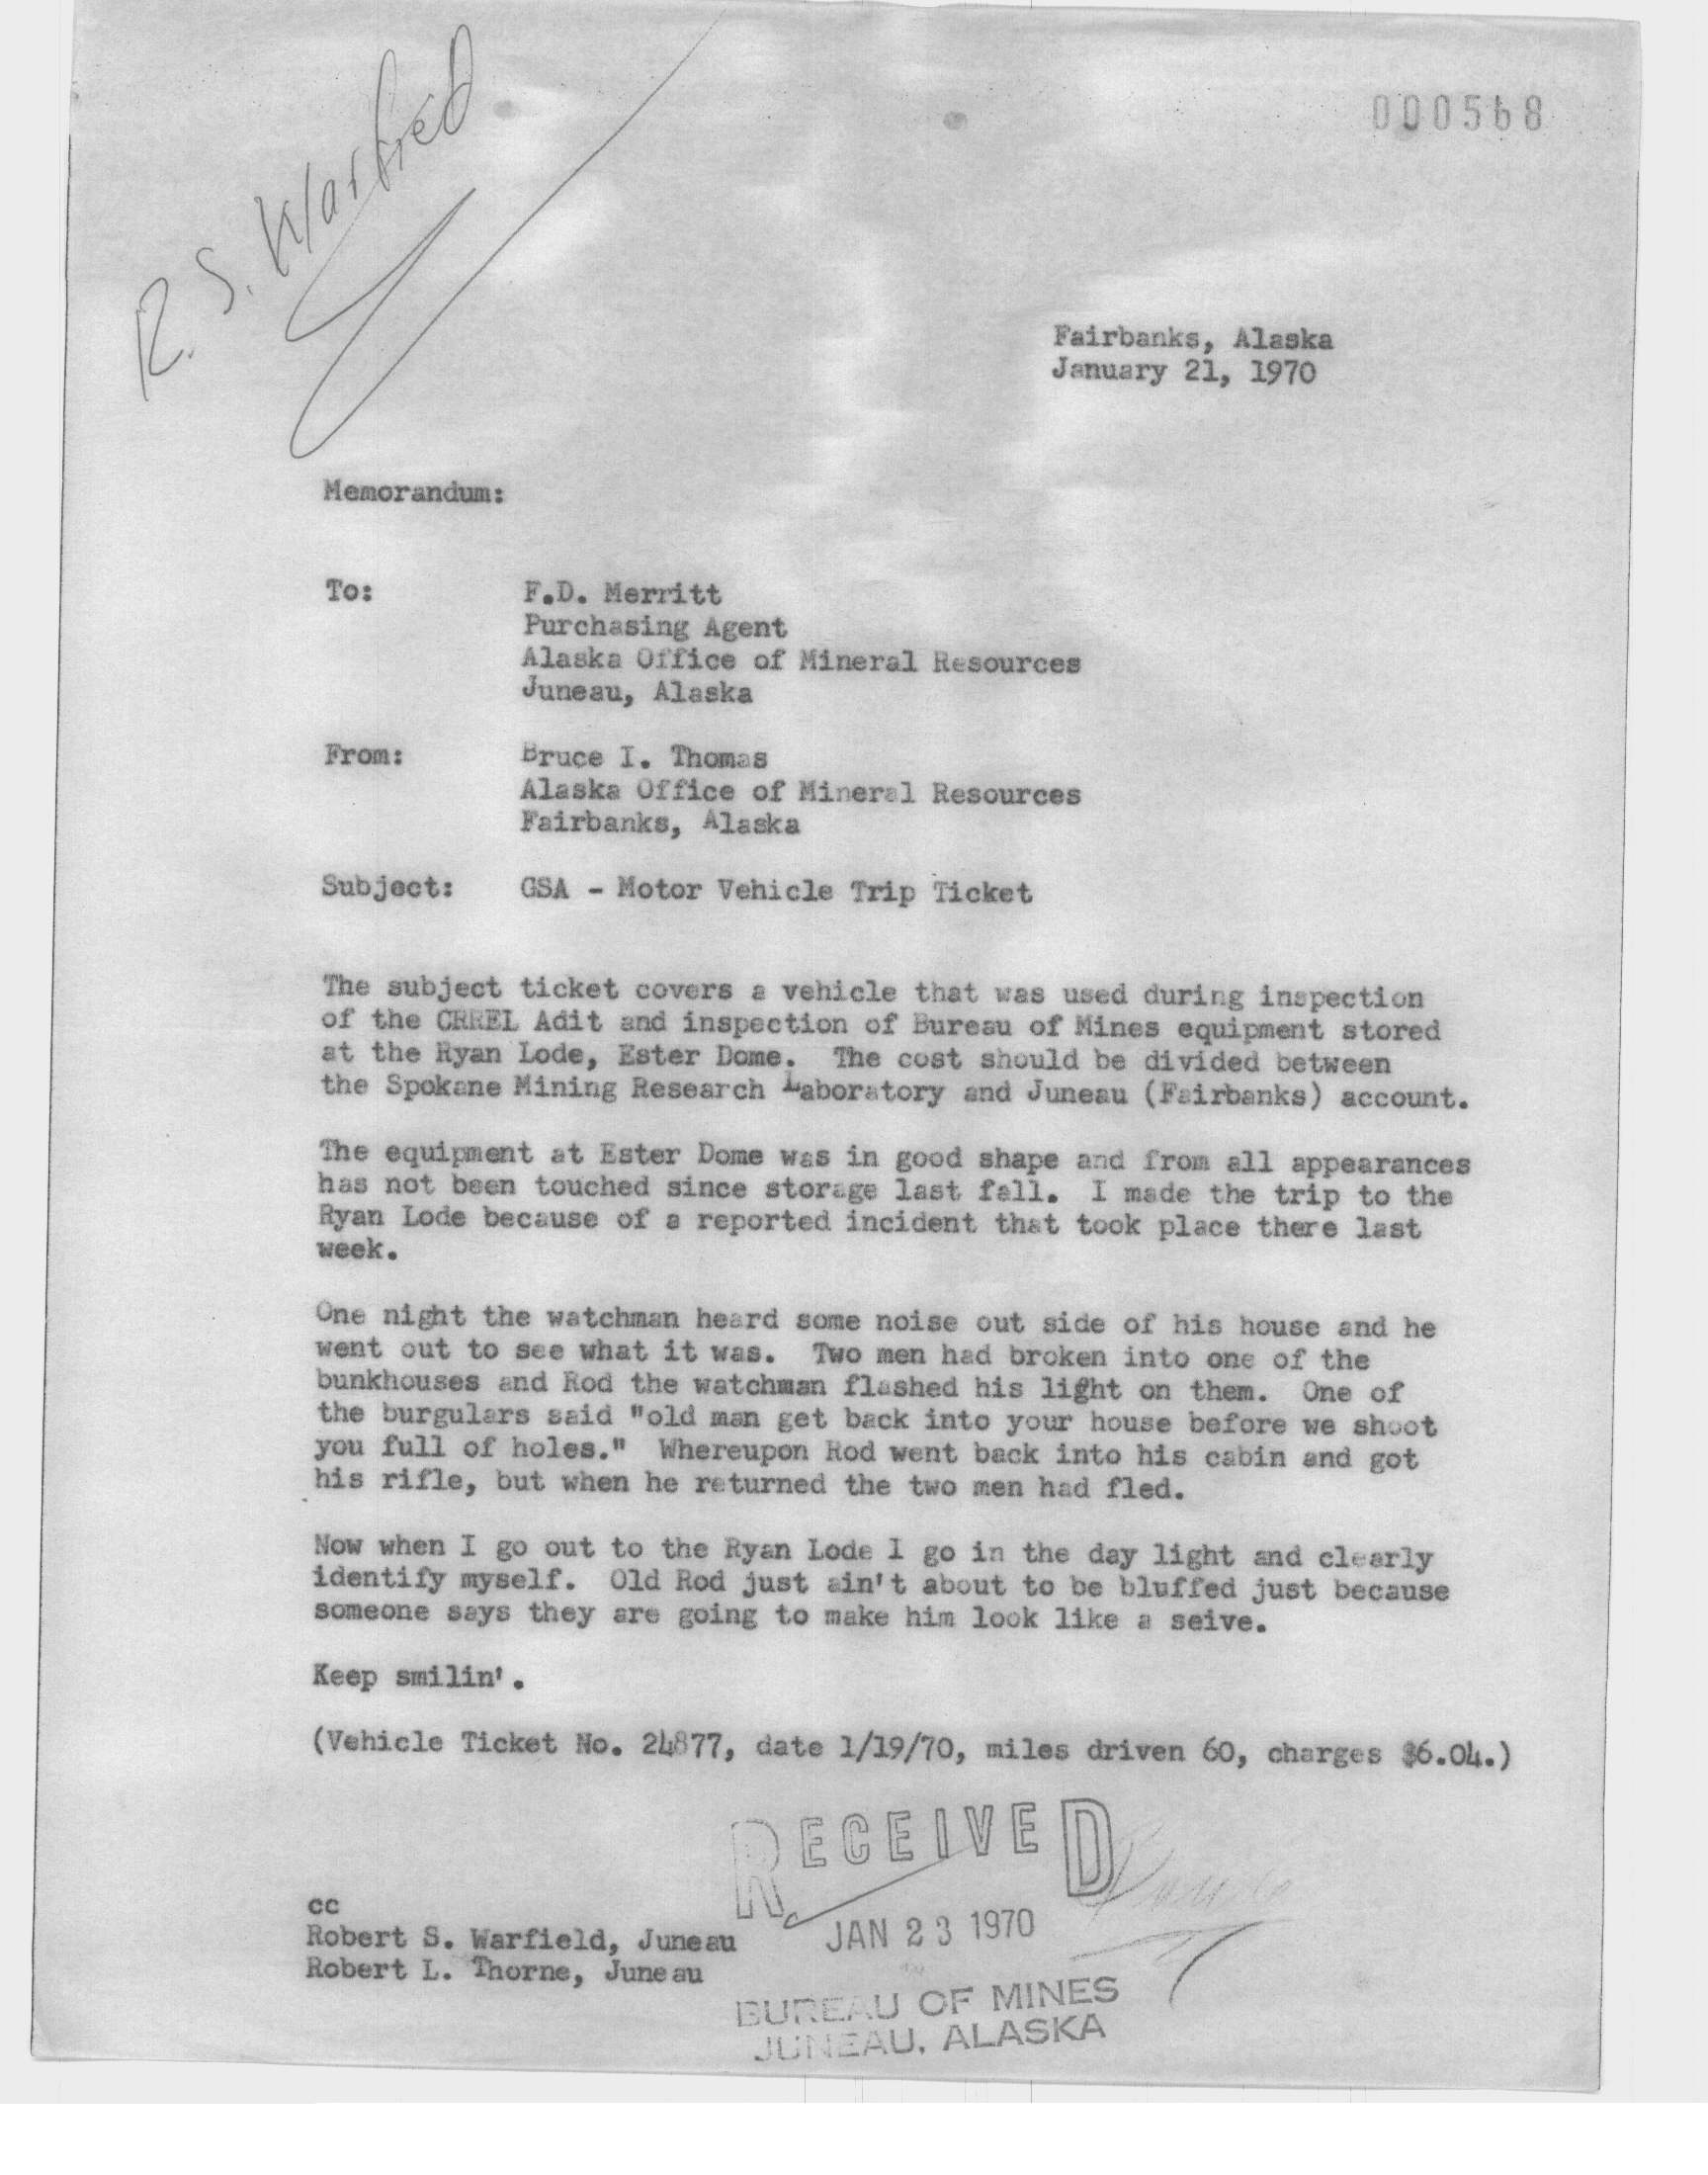 R. S. Warfield
000568
Fairbanks, Alaska
January 21, 1970
Memorandum:
To: F.D. Merritt
Purchasing Agent
Alaska Office of Mineral Resources
Juneau, Alaska
From: Bruce I. Thomas
Alaska Office of Mineral Resources
Fairbanks, Alaska
Subject: GSA - Motor Vehicle Trip Ticket
The subject ticket covers a vehicle that was used during inspection
of the CRREL Adit and inspection of Bureau of Mines equipment stored
at the Ryan Lode, Ester Dome. The cost should be divided between
the Spokane Mining Research Laboratory and Juneau (Fairbanks) account.
The equipment at Ester Dome was in good shape and from all appearances
has not been touched since storage last fall. I made the trip to the
Ryan Lode because of a reported incident that took place there last
week.
One night the watchman heard some noise out side of his house and he
went out to see what it was. Two men had broken into one of the
bunkhouses and Rod the watchman flashed his light on them. One of
the burgulars said "old man get back into your house before we shoot
you full of holes." Whereupon Rod went back into his cabin and got
his rifle, but when he returned the two men had fled.
Now when I go out to the Ryan Lode I go in the day light and clearly
identify myself. Old Rod just ain't about to be bluffed just because
someone says they are going to make him look like a seive.
Keep smilin'.
(Vehicle Ticket No. 24877, date 1/19/70, miles driven 60, charges $6.04.)
RECEIVED
JAN 23 1970
BUREAU OF MINES
JUNEAU, ALASKA
cc
Robert S. Warfield, Juneau
Robert L. Thorne, Juneau